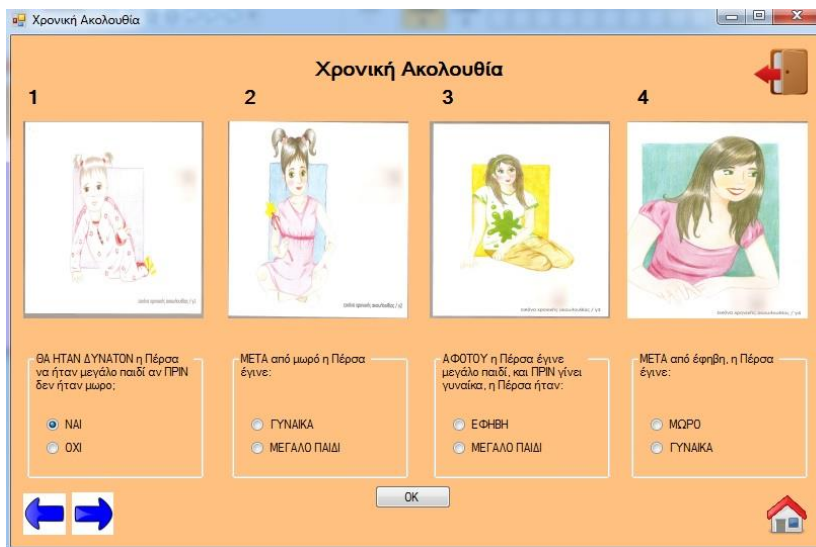 Χρονική Ακολουθία
Χρονική Ακολουθία
1
2
3
4
ΘΑ ΗΤΑΝ ΔΥΝΑΤΟΝ η Πέρσα
να ήταν μεγάλο παιδί αν ΠΡΙΝ
δεν ήταν μωρο;
ΝΑΙ
ΟΧΙ
ΜΕΤΑ από μωρό η Πέρσα
έγινε:
ΓΥΝΑΙΚΑ
ΜΕΓΑΛΟ ΠΑΙΔΙ
ΑΦΟΤΟΥ η Πέρσα έγινε
μεγάλο παιδί, και ΠΡΙΝ γίνει
γυναίκα, η Πέρσα ήταν:
ΕΦΗΒΗ
ΜΕΓΑΛΟ ΠΑΙΔΙ
ΜΕΤΑ από έφηβη, η Πέρσα
έγινε:
ΜΩΡΟ
ΓΥΝΑΙΚΑ
OK